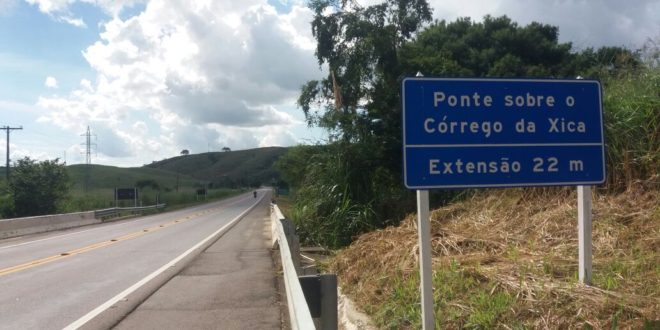 Ponte sobre o
Córrego da Xica
Extensão 22 m